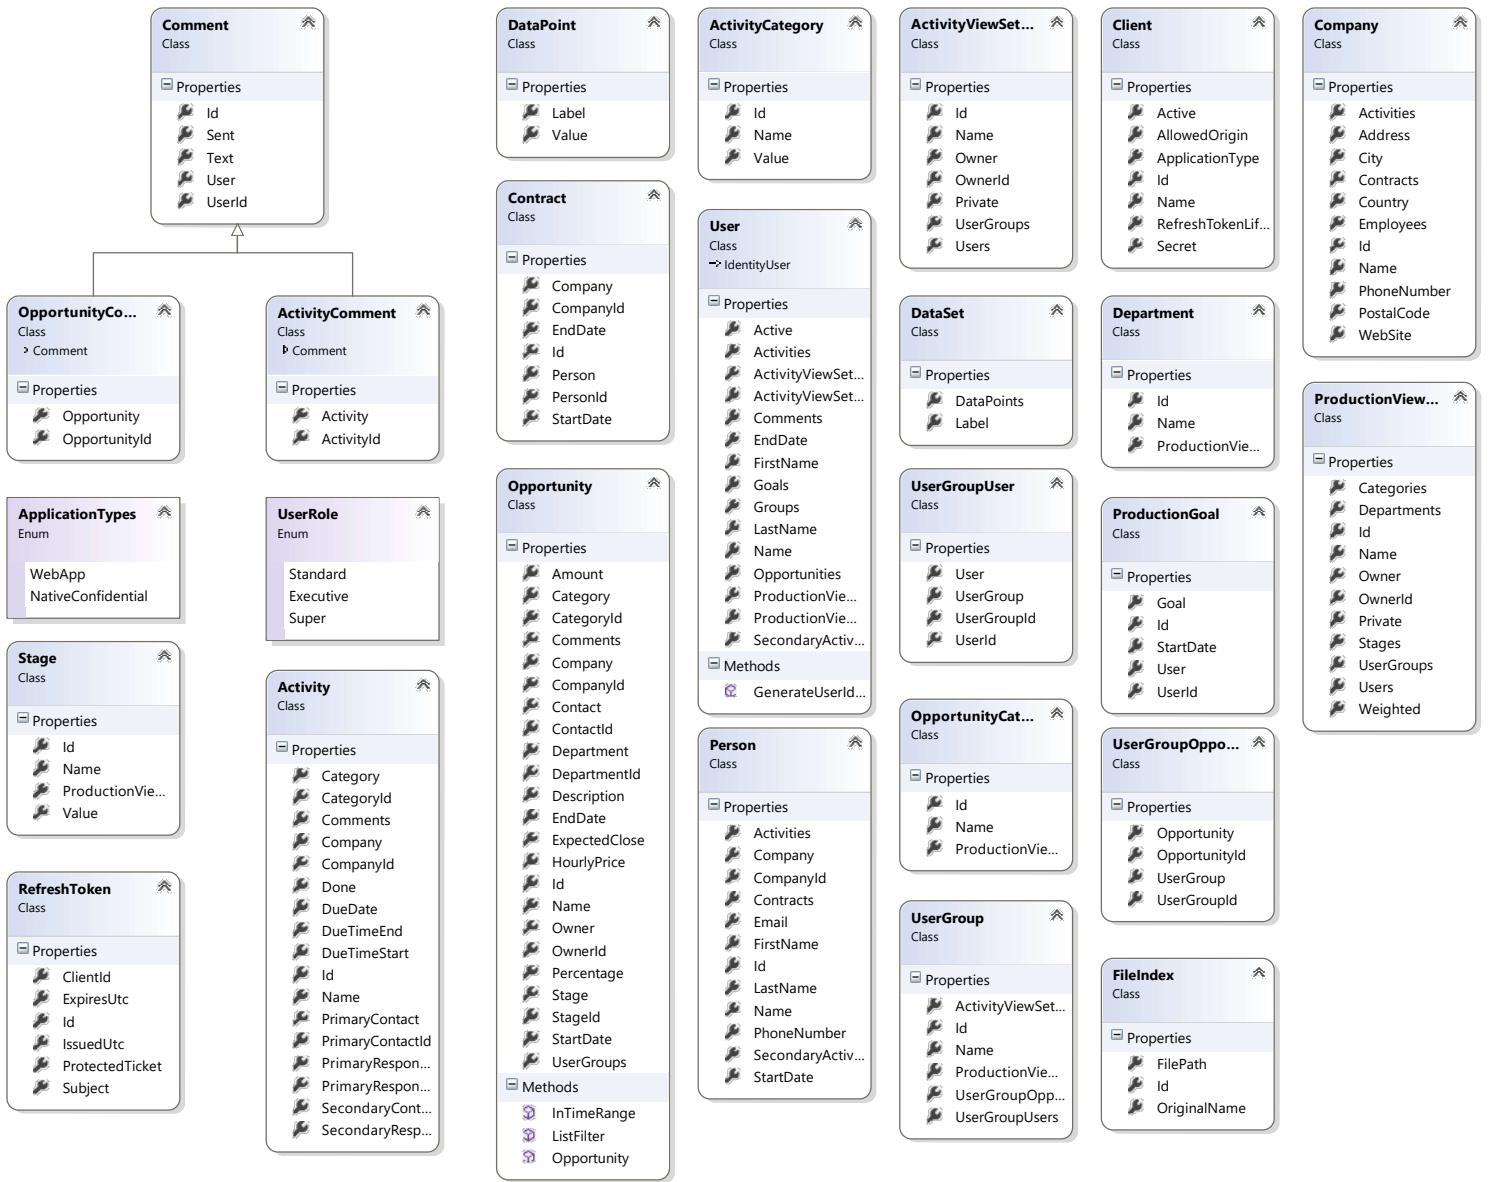 Comment
Class
Properties
Id
Sent
Text
User
UserId
OpportunityCo...
Class
Comment
Properties
Opportunity
OpportunityId
ActivityComment
Class
Comment
Properties
Activity
ActivityId
ApplicationTypes
Enum
WebApp
NativeConfidential
UserRole
Enum
Standard
Executive
Super
Stage
Class
Properties
Id
Name
ProductionVie...
Value
RefreshToken
Class
Properties
ClientId
ExpiresUtc
Id
IssuedUtc
ProtectedTicket
Subject
Activity
Class
Properties
Category
CategoryId
Comments
Company
CompanyId
Done
DueDate
DueTimeEnd
DueTimeStart
Id
Name
PrimaryContact
PrimaryContactId
PrimaryRespon...
PrimaryRespon...
SecondaryCont...
SecondaryResp...
DataPoint
Class
Properties
Label
Value
Contract
Class
Properties
Company
CompanyId
EndDate
Id
Person
PersonId
StartDate
Opportunity
Class
Properties
Amount
Category
CategoryId
Comments
Company
CompanyId
Contact
ContactId
Department
DepartmentId
Description
EndDate
ExpectedClose
HourlyPrice
Id
Name
Owner
OwnerId
Percentage
Stage
StageId
StartDate
UserGroups
Methods
InTimeRange
ListFilter
Opportunity
ActivityCategory
Class
Properties
Id
Name
Value
User
Class
IdentityUser
Properties
Active
Activities
ActivityViewSet...
ActivityViewSet...
Comments
EndDate
FirstName
Goals
Groups
LastName
Name
Opportunities
ProductionVie...
ProductionVie...
SecondaryActiv...
Methods
GenerateUserId...
Person
Class
Properties
Activities
Company
CompanyId
Contracts
Email
FirstName
Id
LastName
Name
PhoneNumber
SecondaryActiv...
StartDate
ActivityViewSet...
Class
Properties
Id
Name
Owner
OwnerId
Private
UserGroups
Users
DataSet
Class
Properties
DataPoints
Label
UserGroupUser
Class
Properties
User
UserGroup
UserGroupId
UserId
OpportunityCat...
Class
Properties
Id
Name
ProductionVie...
UserGroup
Class
Properties
ActivityViewSet...
Id
Name
ProductionVie...
UserGroupOpp...
UserGroupUsers
Client
Class
Properties
Active
AllowedOrigin
ApplicationType
Id
Name
RefreshTokenLif...
Secret
Department
Class
Properties
Id
Name
ProductionVie...
ProductionGoal
Class
Properties
Goal
Id
StartDate
User
UserId
UserGroupOppo...
Class
Properties
Opportunity
OpportunityId
UserGroup
UserGroupId
FileIndex
Class
Properties
FilePath
Id
OriginalName
Company
Class
Properties
Activities
Address
City
Contracts
Country
Employees
Id
Name
PhoneNumber
PostalCode
WebSite
ProductionView...
Class
Properties
Categories
Departments
Id
Name
Owner
OwnerId
Private
Stages
UserGroups
Users
Weighted